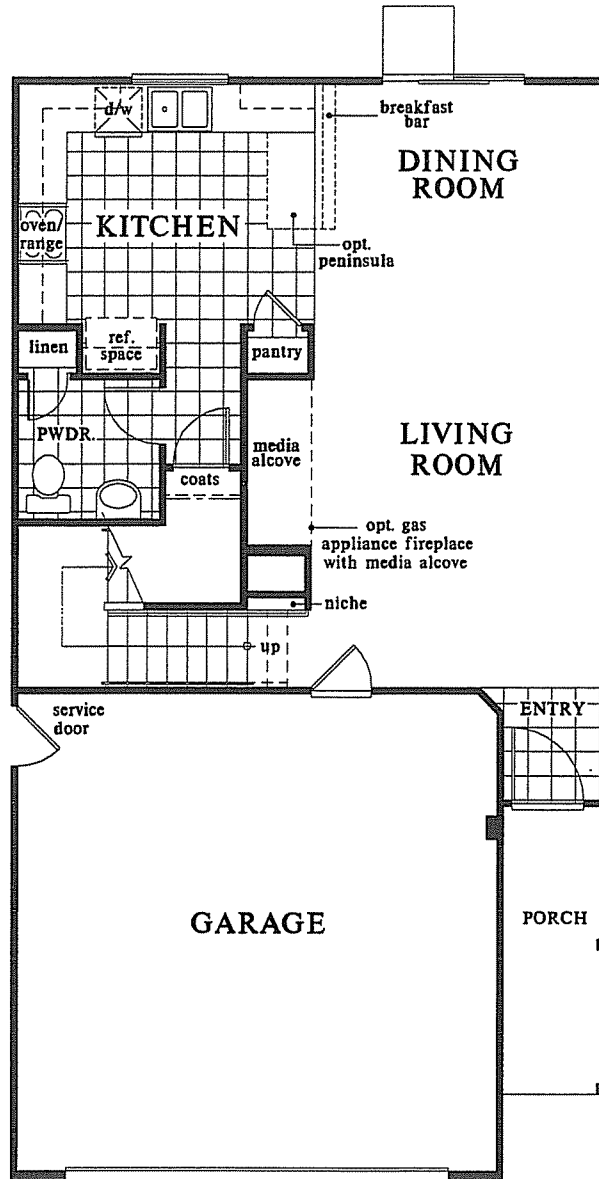 d/w
breakfast
bar
DINING
ROOM
oven/
range
KITCHEN
opt.
peninsula
linen
ref.
space
pantry
PWDR.
media
alcove
LIVING
ROOM
coats
opt. gas
appliance fireplace
with media alcove
niche
up
service
door
ENTRY
GARAGE
PORCH